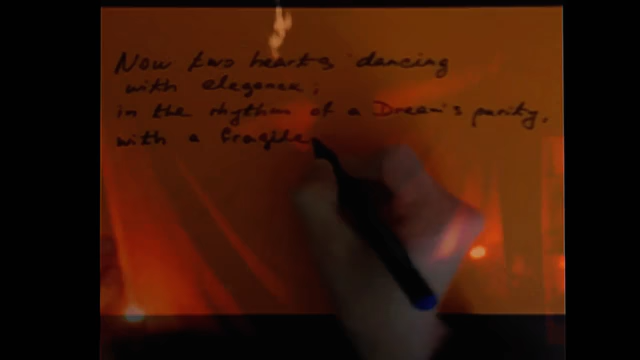 Now two hearts dancing
with elegance;
in the rhythm of a Dream's purity,
with a fragile